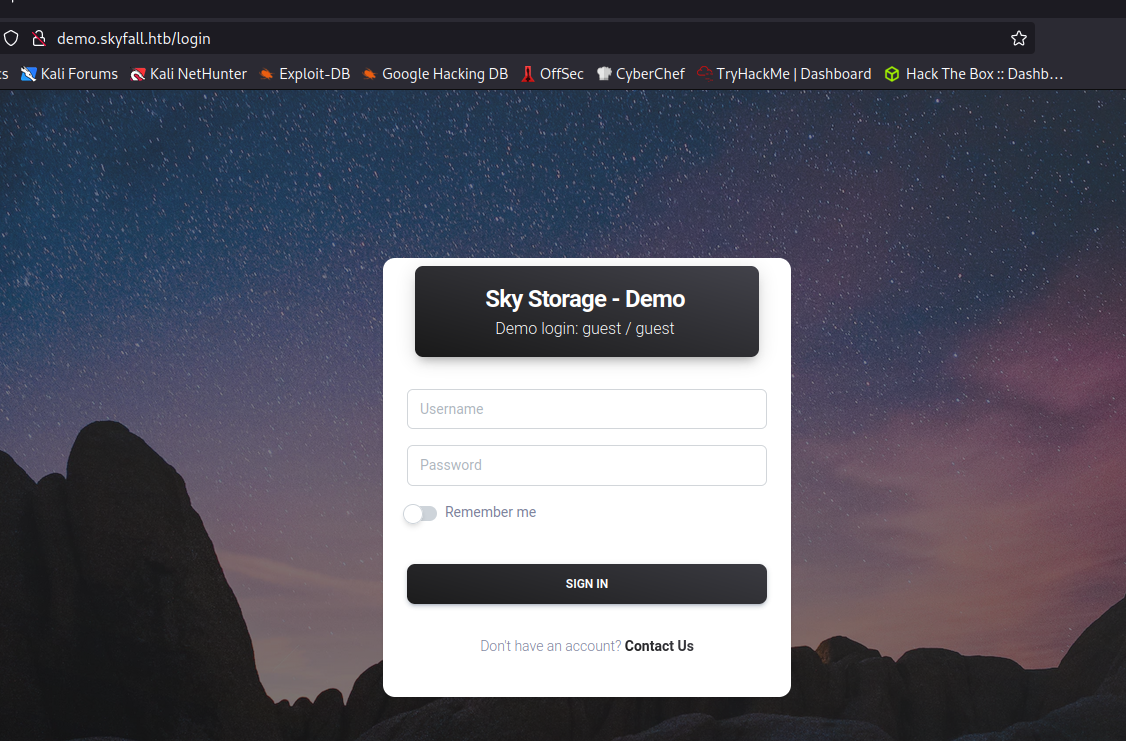 demo.skyfall.htb/login
cs Kali Forums Kali NetHunter Exploit-DB Google Hacking DB OffSec CyberChef TryHackMe | Dashboard Hack The Box :: Dashb…
Sky Storage - Demo
Demo login: guest / guest
Username
Password
Remember me
SIGN IN
Don't have an account? Contact Us